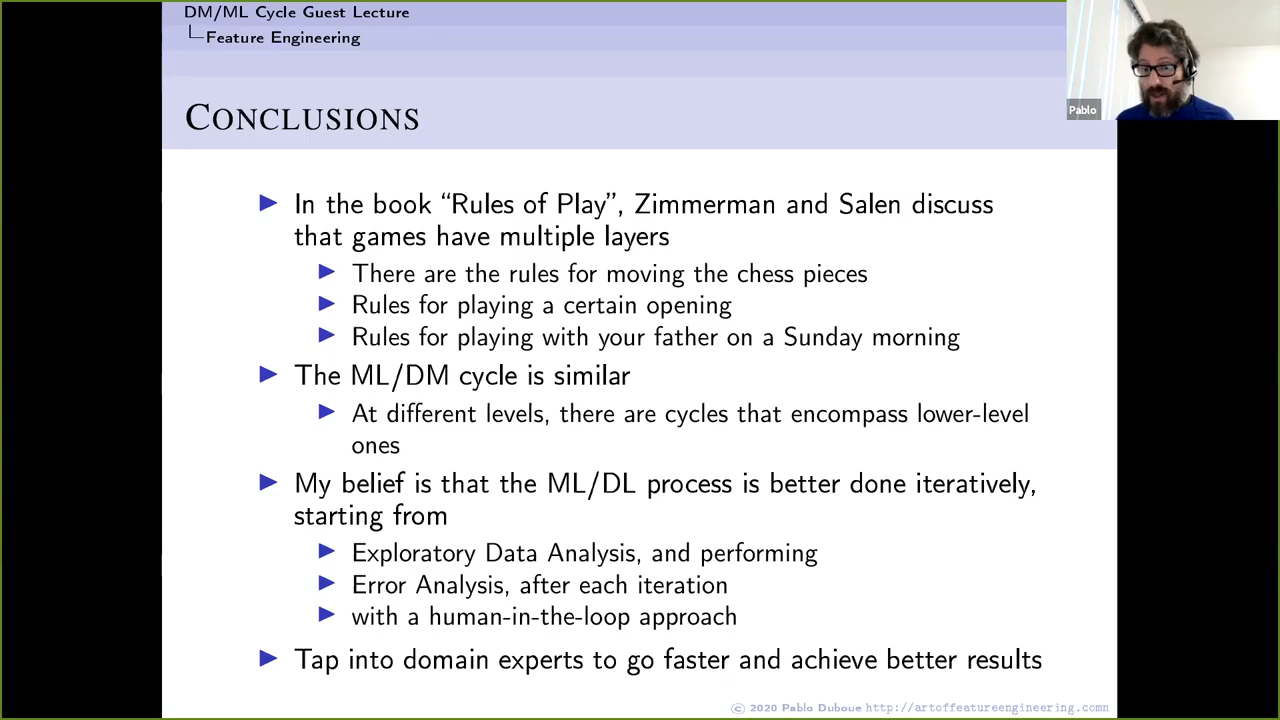 DM/ML Cycle Guest Lecture
Feature Engineering
CONCLUSIONS
Pablo
In the book “Rules of Play”, Zimmerman and Salen discuss
that games have multiple layers
There are the rules for moving the chess pieces
Rules for playing a certain opening
Rules for playing with your father on a Sunday morning
The ML/DM cycle is similar
At different levels, there are cycles that encompass lower-level
ones
My belief is that the ML/DL process is better done iteratively,
starting from
Exploratory Data Analysis, and performing
Error Analysis, after each iteration
with a human-in-the-loop approach
Tap into domain experts to go faster and achieve better results
© 2020 Pablo Duboue http://artoffeatureengineering.comn